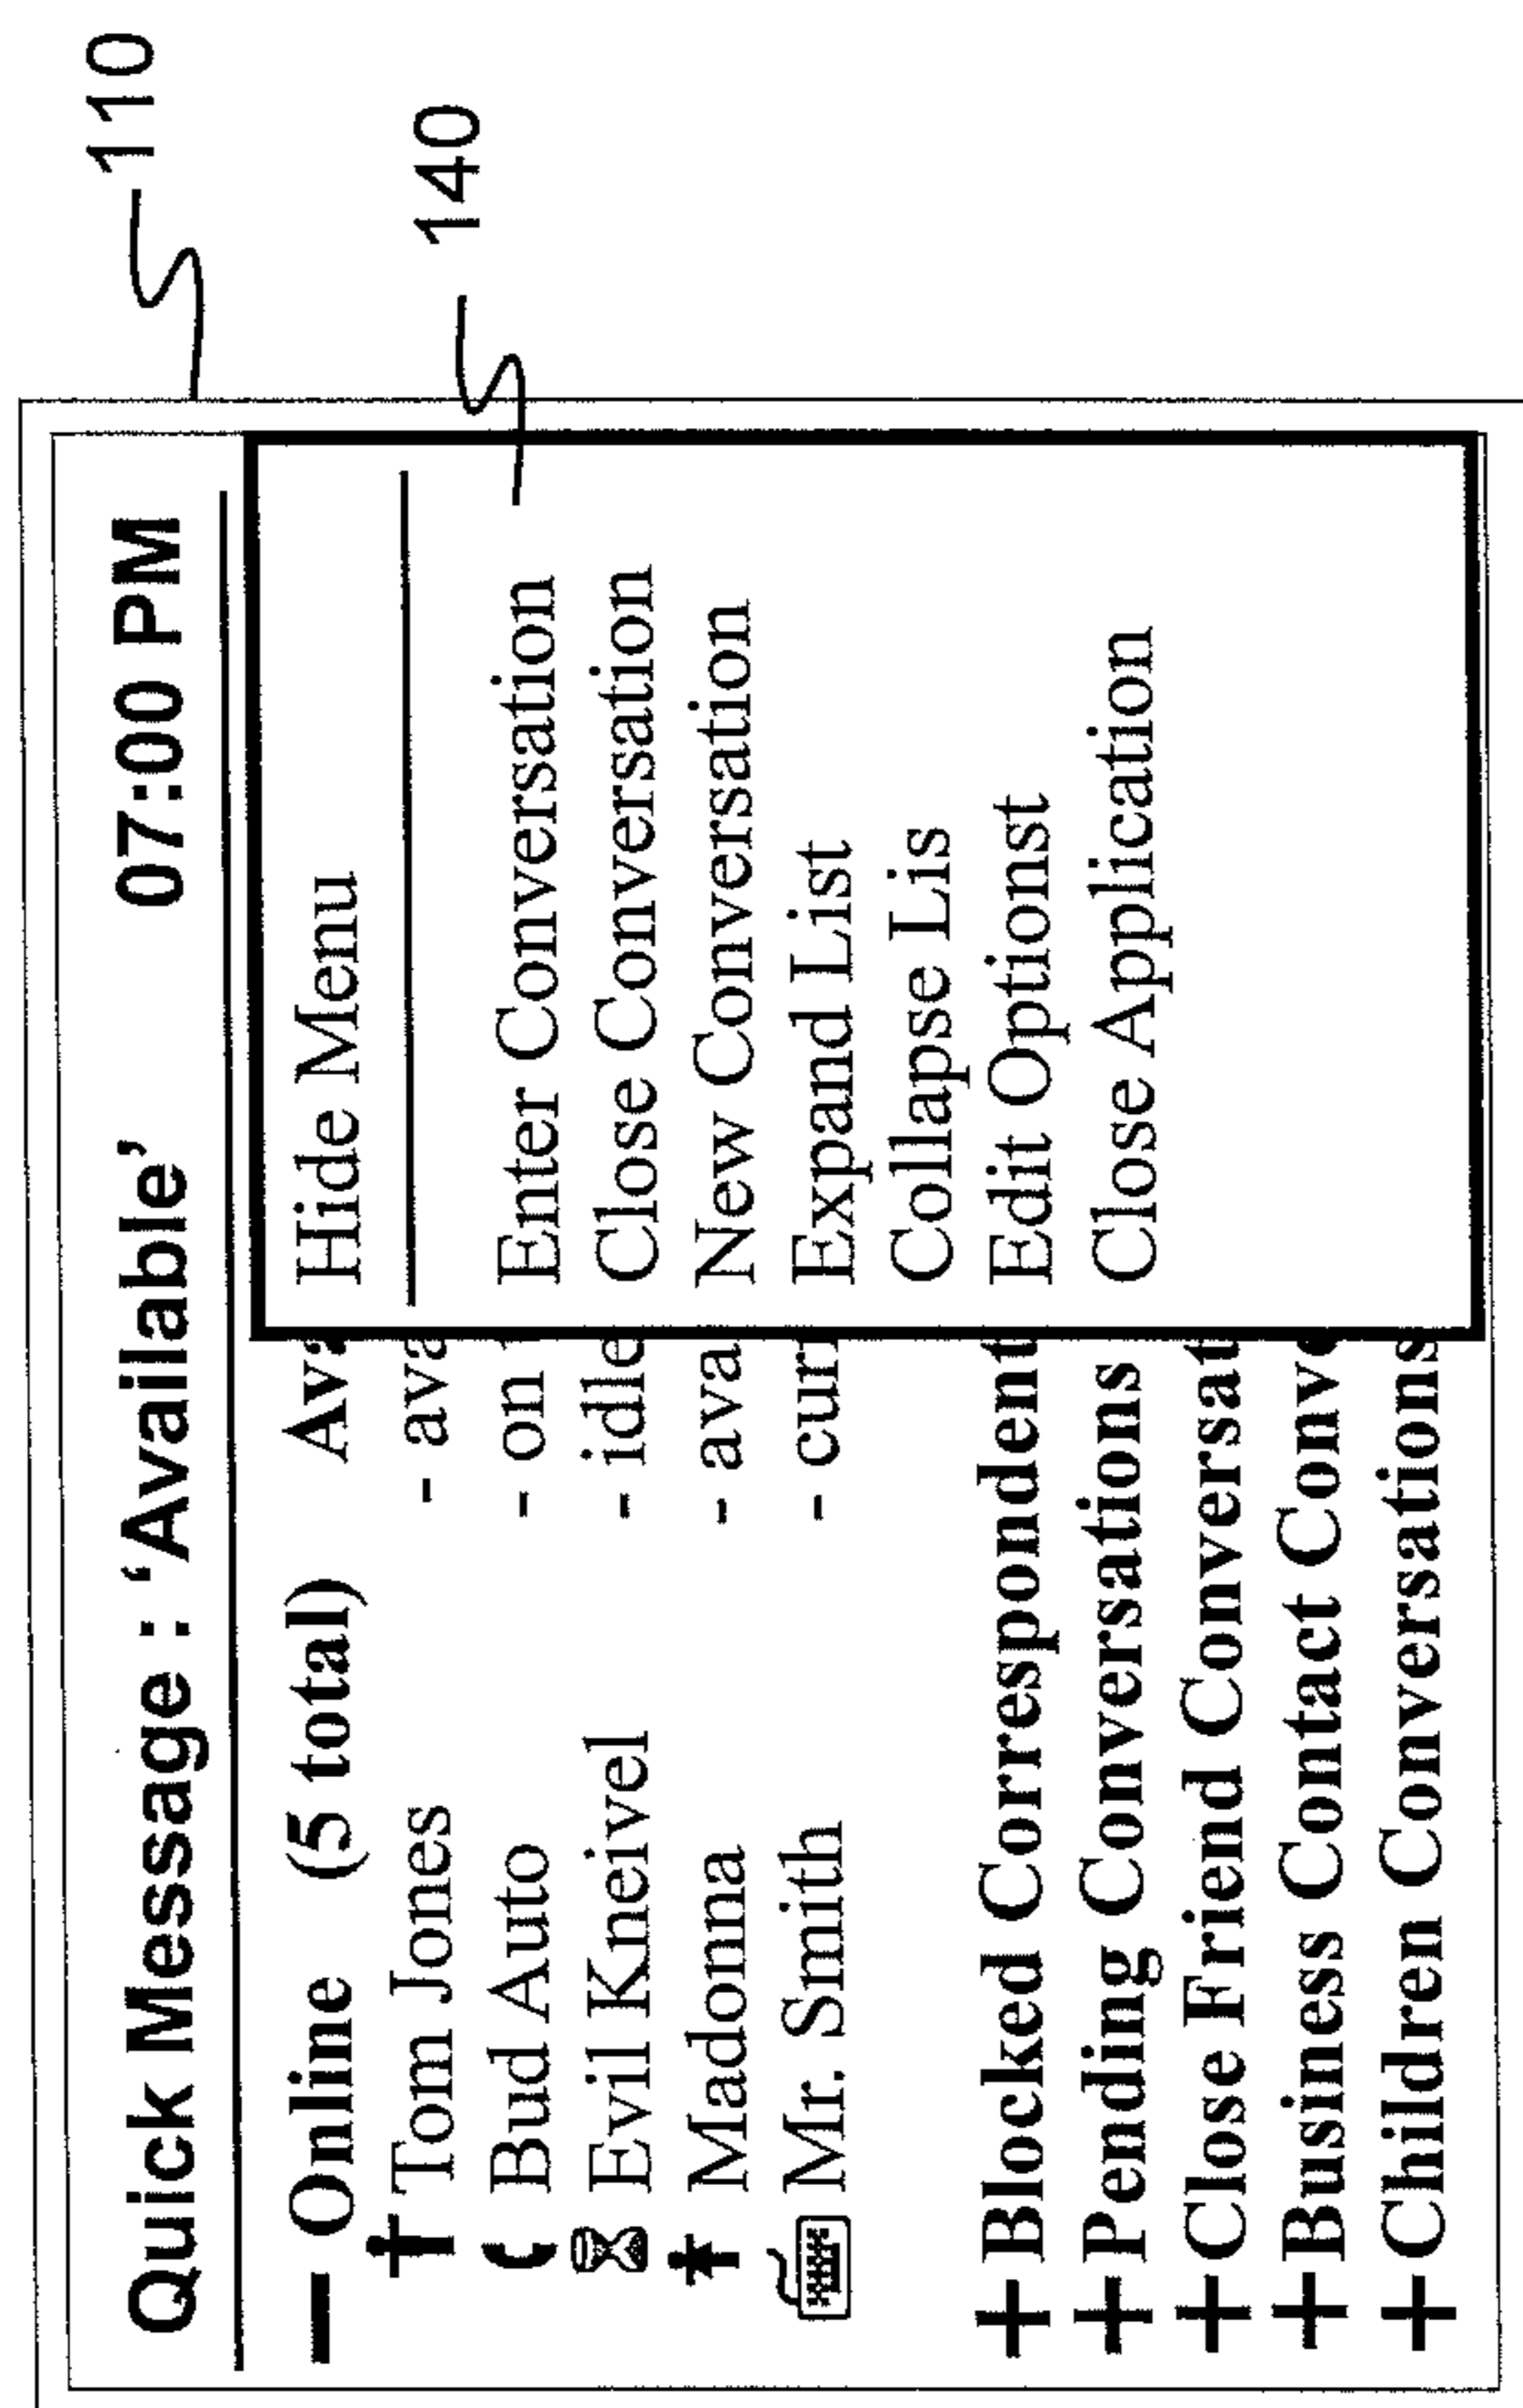 110
140
Quick Message : ‘Available’ 07:00 PM
— Online (5 total) Ava
Tom Jones - ava
Bud Auto - on
Evil Kneivel - idle
Madonna - ava
Mr. Smith - curr
+ Blocked Correspondent
+ Pending Conversations
+ Close Friend Conversat
+ Business Contact Conve
+ Children Conversations
Hide Menu
Enter Conversation
Close Conversation
New Conversation
Expand List
Collapse Lis
Edit Optionst
Close Application